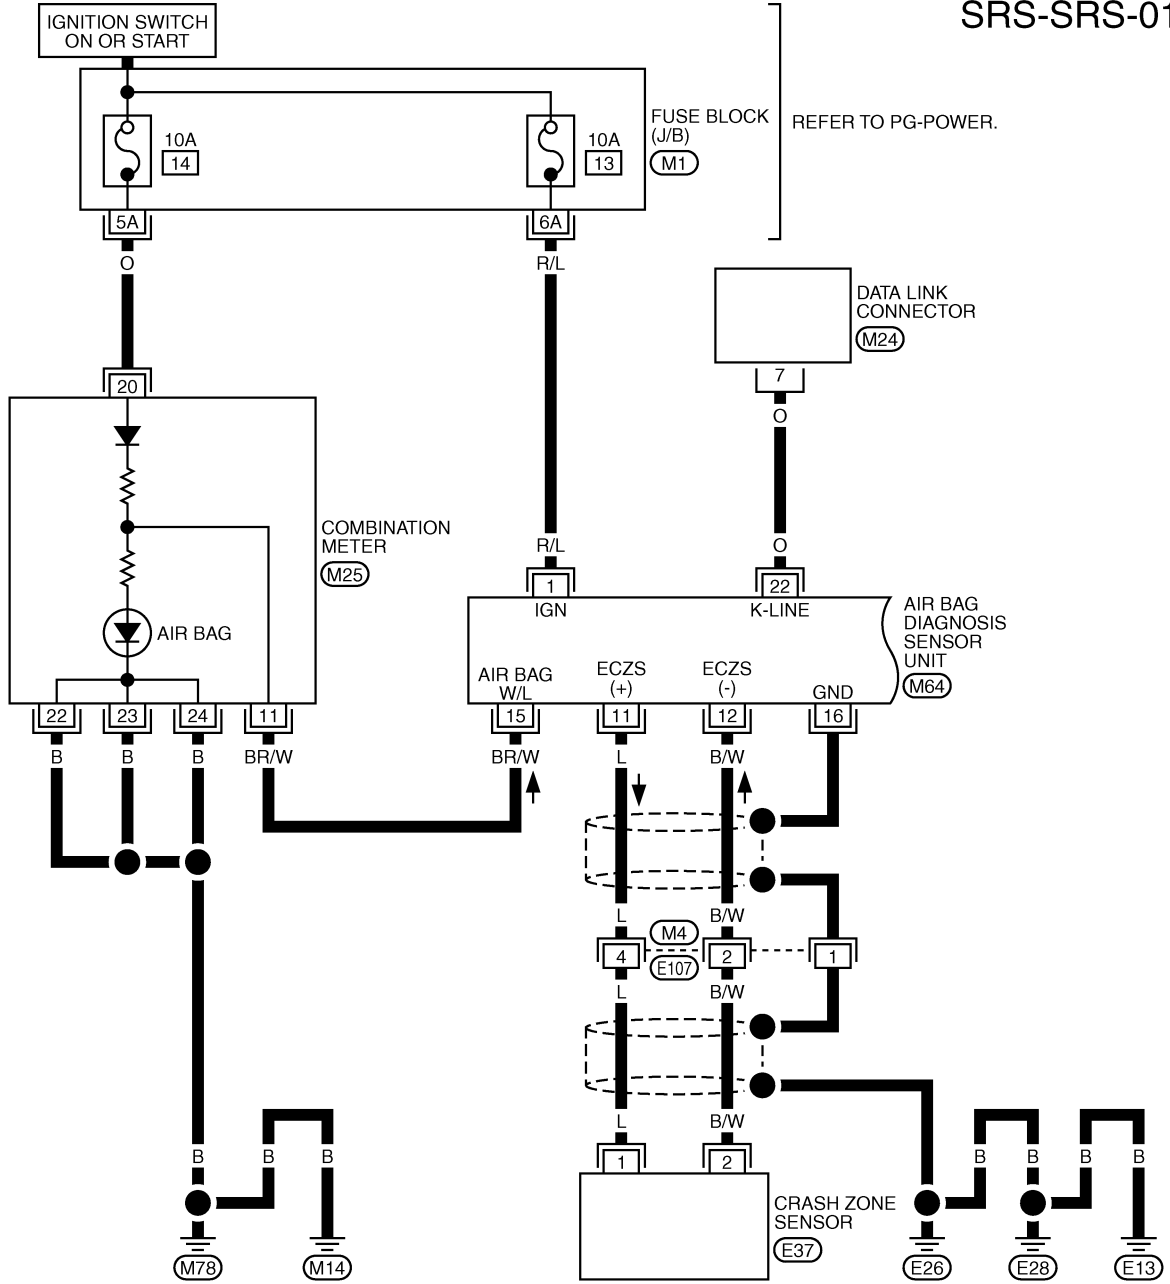 SRS-SRS-01
IGNITION SWITCH
ON OR START
10A
14
10A
13
FUSE BLOCK
(J/B)
M1
REFER TO PG-POWER.
5A
6A
O
R/L
DATA LINK
CONNECTOR
M24
7
O
20
COMBINATION
METER
M25
AIR BAG
R/L
O
1
22
IGN
K-LINE
AIR BAG
DIAGNOSIS
SENSOR
UNIT
M64
AIR BAG
W/L
ECZS
(+)
ECZS
(-)
GND
22
23
24
11
15
11
12
16
B
B
B
BR/W
BR/W
L
B/W
L
B/W
M4
4
2
1
E107
L
B/W
L
B/W
1
2
B
B
B
B
B
B
B
CRASH ZONE
SENSOR
E37
M78
M14
E26
E28
E13